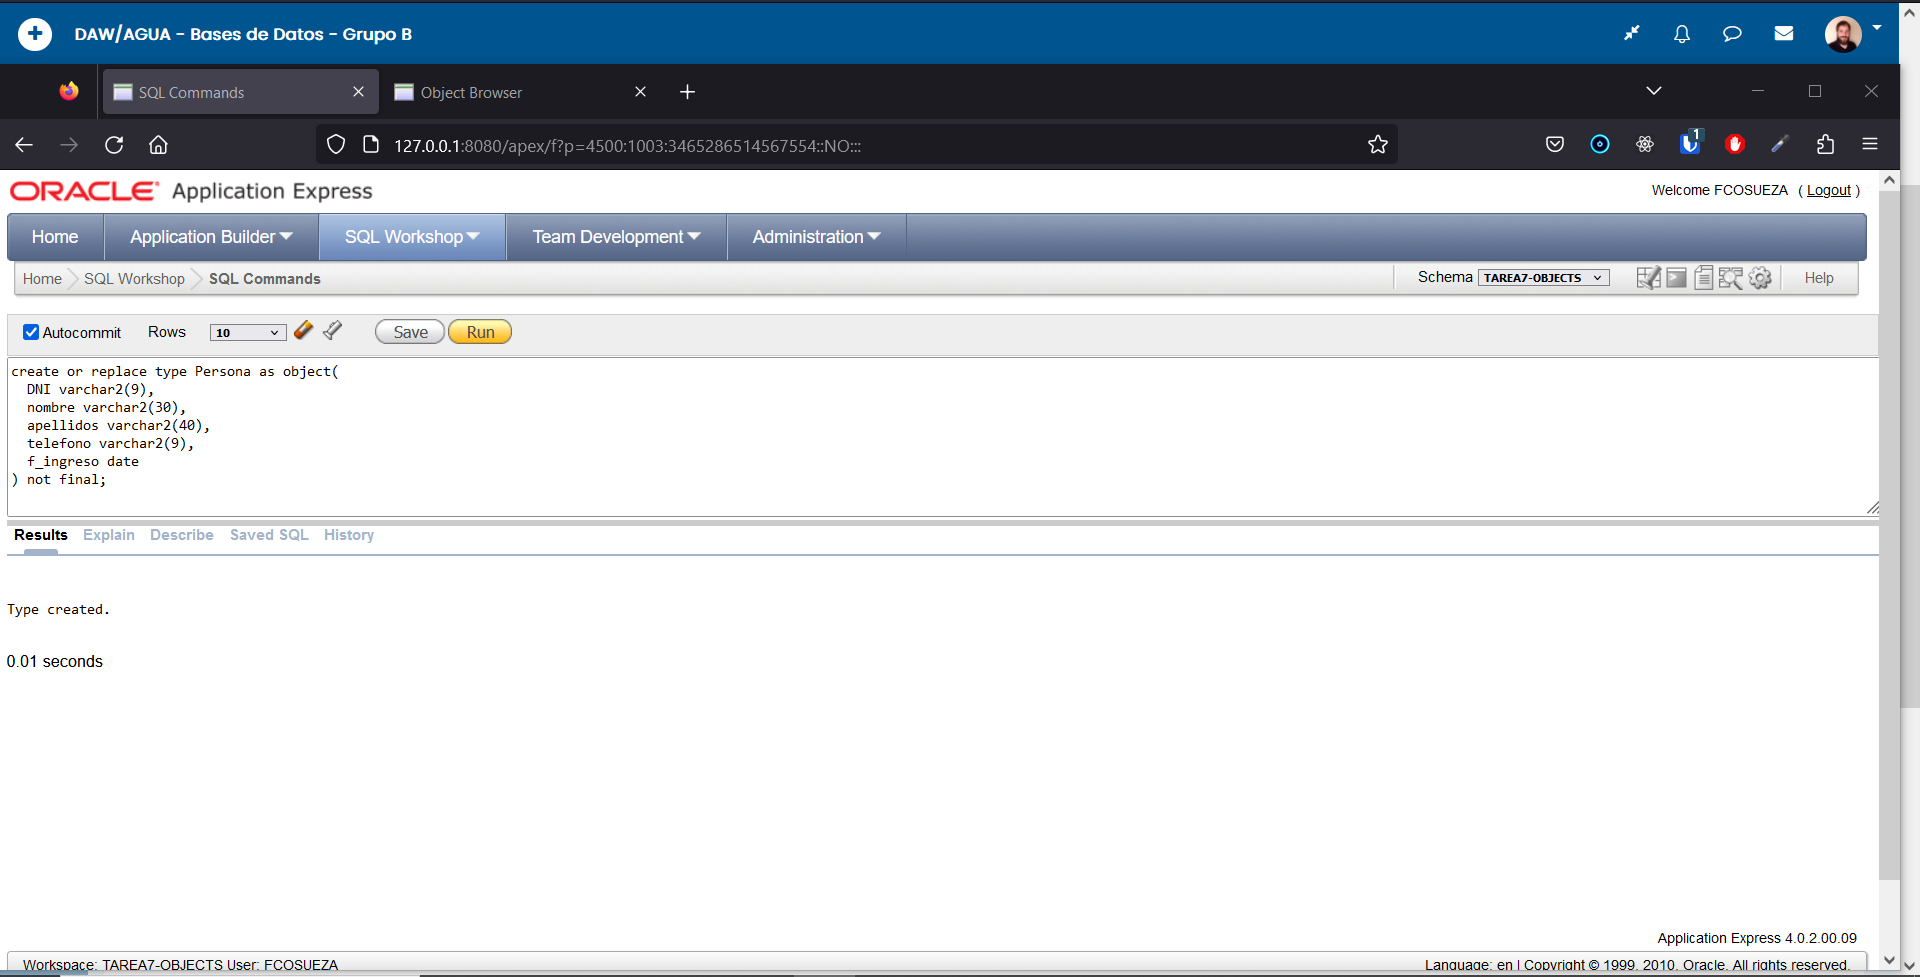 DAW/AGUA - Bases de Datos - Grupo B
SQL Commands
Object Browser
127.0.0.1:8080/apex/f?p=4500:1003:3465286514567554::NO:::
1
ORACLE Application Express
Welcome FCOSUEZA ( Logout )
Home
Application Builder
SQL Workshop
Team Development
Administration
Home
SQL Workshop
SQL Commands
Schema TAREA7-OBJECTS
Help
Autocommit
Rows
10
Save
Run
create or replace type Persona as object(
  DNI varchar2(9),
  nombre varchar2(30),
  apellidos varchar2(40),
  telefono varchar2(9),
  f_ingreso date
) not final;
Results
Explain
Describe
Saved SQL
History
Type created.
0.01 seconds
Application Express 4.0.2.00.09
Workspace: TAREA7-OBJECTS User: FCOSUEZA
Language: en | Copyright © 1999, 2010, Oracle. All rights reserved.